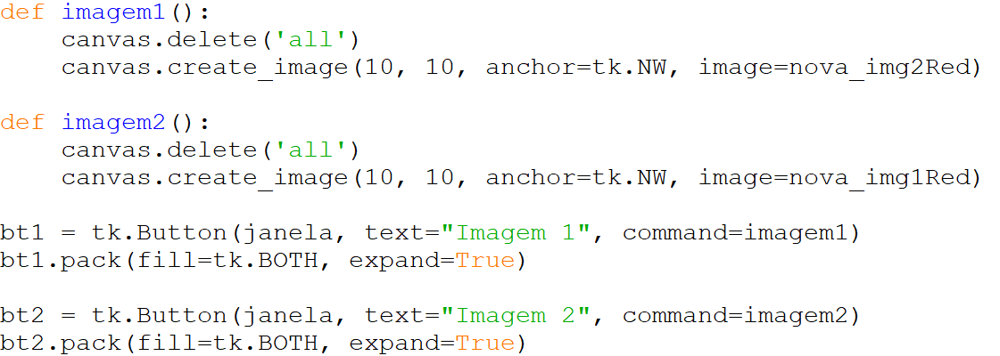 def imagem1():
    canvas.delete('all')
    canvas.create_image(10, 10, anchor=tk.NW, image=nova_img2Red)

def imagem2():
    canvas.delete('all')
    canvas.create_image(10, 10, anchor=tk.NW, image=nova_img1Red)

bt1 = tk.Button(janela, text="Imagem 1", command=imagem1)
bt1.pack(fill=tk.BOTH, expand=True)

bt2 = tk.Button(janela, text="Imagem 2", command=imagem2)
bt2.pack(fill=tk.BOTH, expand=True)